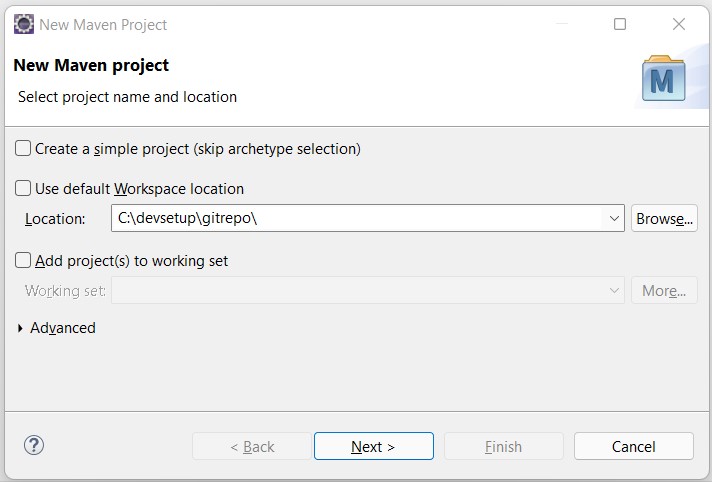 New Maven Project
New Maven project
Select project name and location
M
Create a simple project (skip archetype selection)
Use default Workspace location
Location: C:\devsetup\gitrepo\ Browse...
Add project(s) to working set
Working set: More...
Advanced
? < Back Next > Finish Cancel